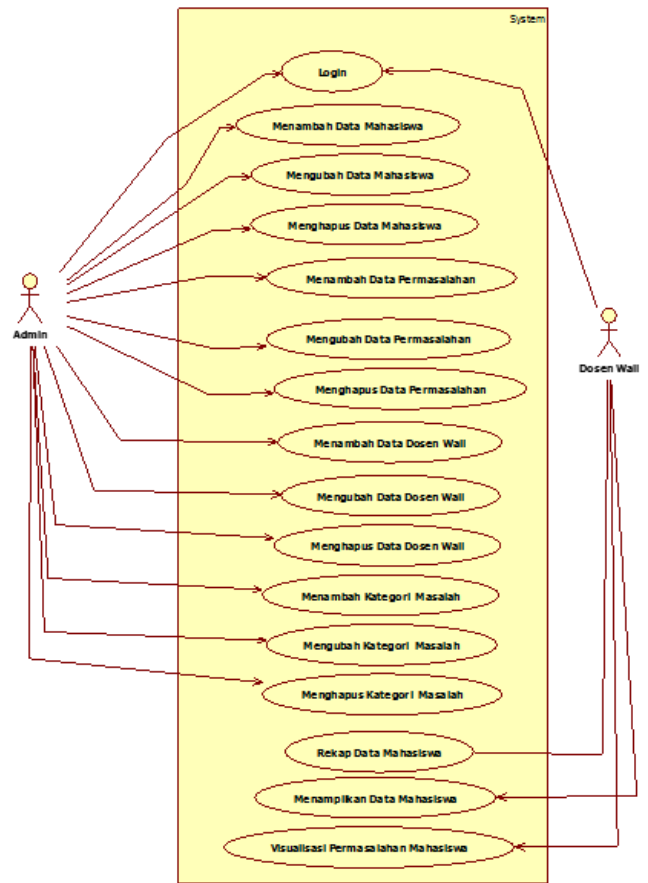 System
Login
Menambah Data Mahasiswa
Mengubah Data Mahasiswa
Menghapus Data Mahasiswa
Menambah Data Permasalahan
Admin
Mengubah Data Permasalahan
Dosen Wali
Menghapus Data Permasalahan
Menambah Data Dosen Wali
Mengubah Data Dosen Wali
Menghapus Data Dosen Wali
Menambah Kategori Masalah
Mengubah Kategori Masalah
Menghapus Kategori Masalah
Rekap Data Mahasiswa
Menampilkan Data Mahasiswa
Visualisasi Permasalahan Mahasiswa